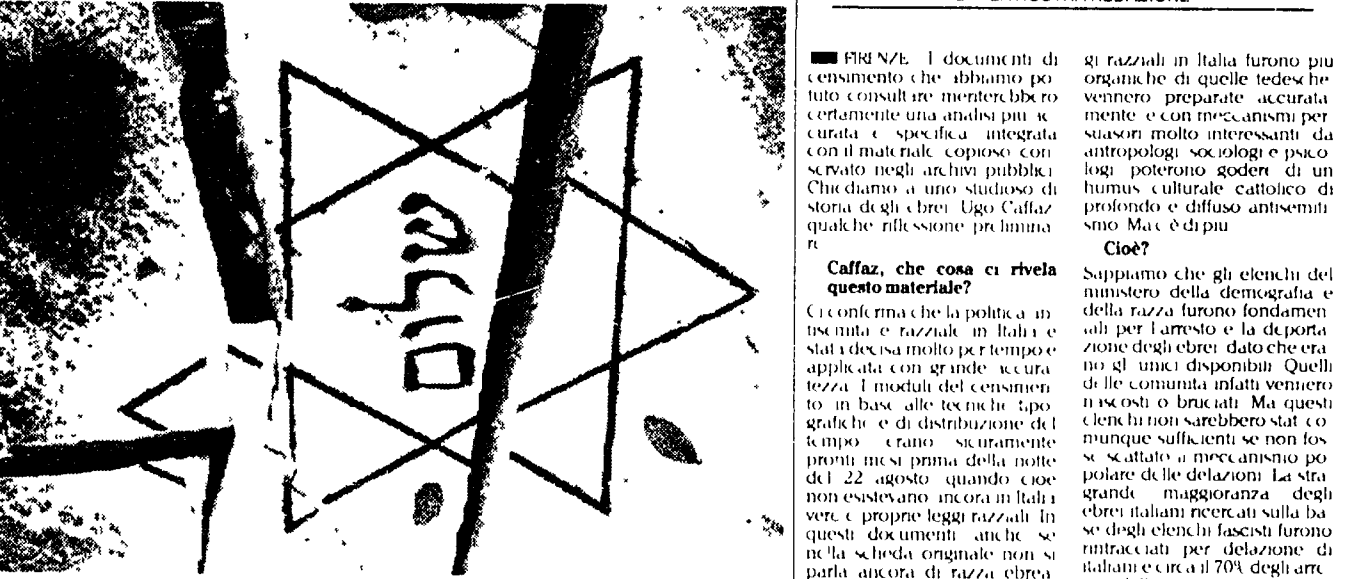 שלום
FIRENZE I documenti di
censimento che abbiamo po
tuto consultare meriterebbero
certamente una analisi più ac
curata e specifica integrata
con il materiale copioso con
servato negli archivi pubblici
Chiediamo a uno studioso di
storia degli ebrei Ugo Caffaz
qualche riflessione prelimina
re
Caffaz, che cosa ci rivela
questo materiale?
Ci conferma che la politica an
tisemita e razziale in Italia è
stata decisa molto per tempo e
applicata con grande accura
tezza I moduli del censimen
to in base alle tecniche tipo
grafiche e di distribuzione del
tempo erano sicuramente
pronti mesi prima della notte
del 22 agosto quando cioè
non esistevano ancora in Italia
vere e proprie leggi razziali In
questi documenti anche se
nella scheda originale non si
parla ancora di razza ebrea
gi razziali in Italia furono più
organiche di quelle tedesche
vennero preparate accurata
mente e con meccanismi per
suasori molto interessanti da
antropologi sociologi e psico
logi poterono godere di un
humus culturale cattolico di
profondo e diffuso antisemiti
smo Ma c è di più
Cioè?
Sappiamo che gli elenchi del
ministero della demografia e
della razza furono fondamen
tali per l arresto e la deporta
zione degli ebrei dato che era
no gl unici disponibili Quelli
delle comunità infatti vennero
nascosti o bruciati Ma questi
elenchi non sarebbero stat co
munque sufficienti se non fos
se scattato il meccanismo po
polare delle delazioni La stra
grande maggioranza degli
ebrei italiani ricercati sulla ba
se degli elenchi fascisti furono
rintracciati per delazione di
italiani e circa il 70% degli arre